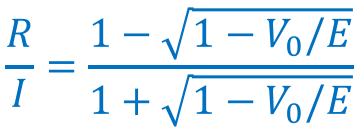 R/I = (1 − √(1 − V₀/E)) / (1 + √(1 − V₀/E))